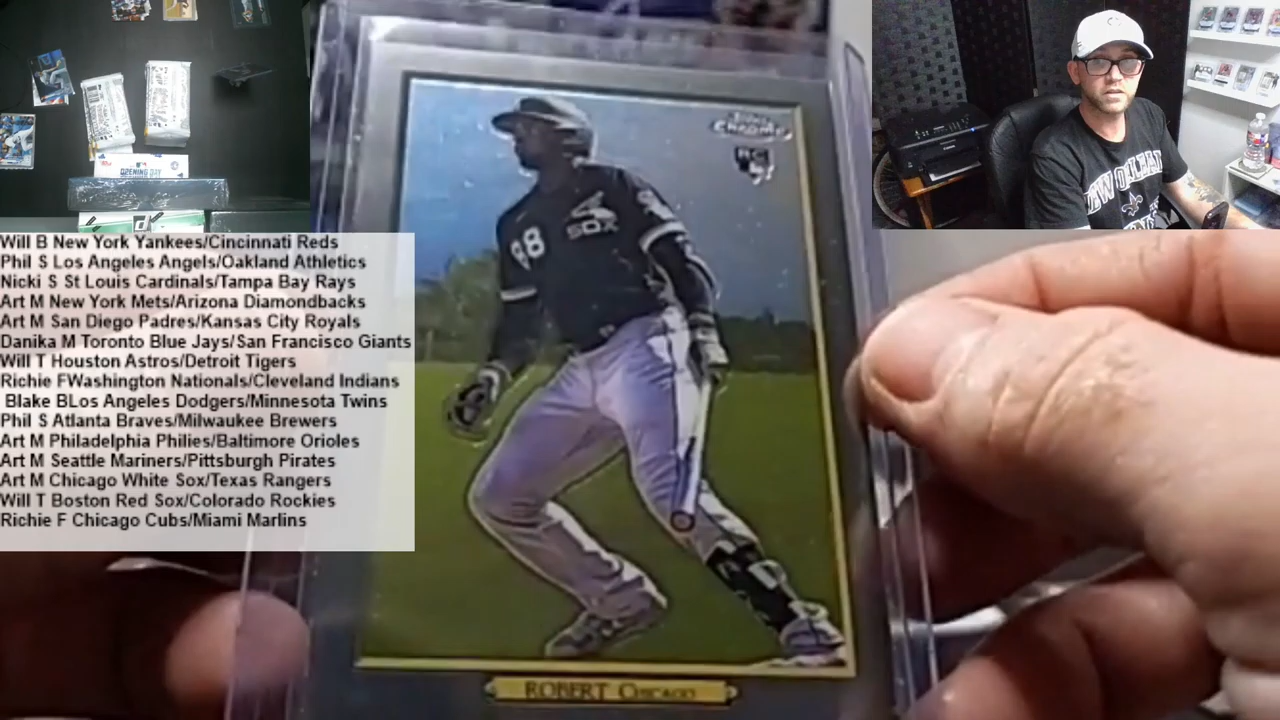 OPENING DAY
Will B New York Yankees/Cincinnati Reds
Phil S Los Angeles Angels/Oakland Athletics
Nicki S St Louis Cardinals/Tampa Bay Rays
Art M New York Mets/Arizona Diamondbacks
Art M San Diego Padres/Kansas City Royals
Danika M Toronto Blue Jays/San Francisco Giants
Will T Houston Astros/Detroit Tigers
Richie FWashington Nationals/Cleveland Indians
Blake BLos Angeles Dodgers/Minnesota Twins
Phil S Atlanta Braves/Milwaukee Brewers
Art M Philadelphia Philies/Baltimore Orioles
Art M Seattle Mariners/Pittsburgh Pirates
Art M Chicago White Sox/Texas Rangers
Will T Boston Red Sox/Colorado Rockies
Richie F Chicago Cubs/Miami Marlins
Topps
Chrome
RC
SOX
88
SOX
ROBERT CHICAGO
NEW ORLEAN